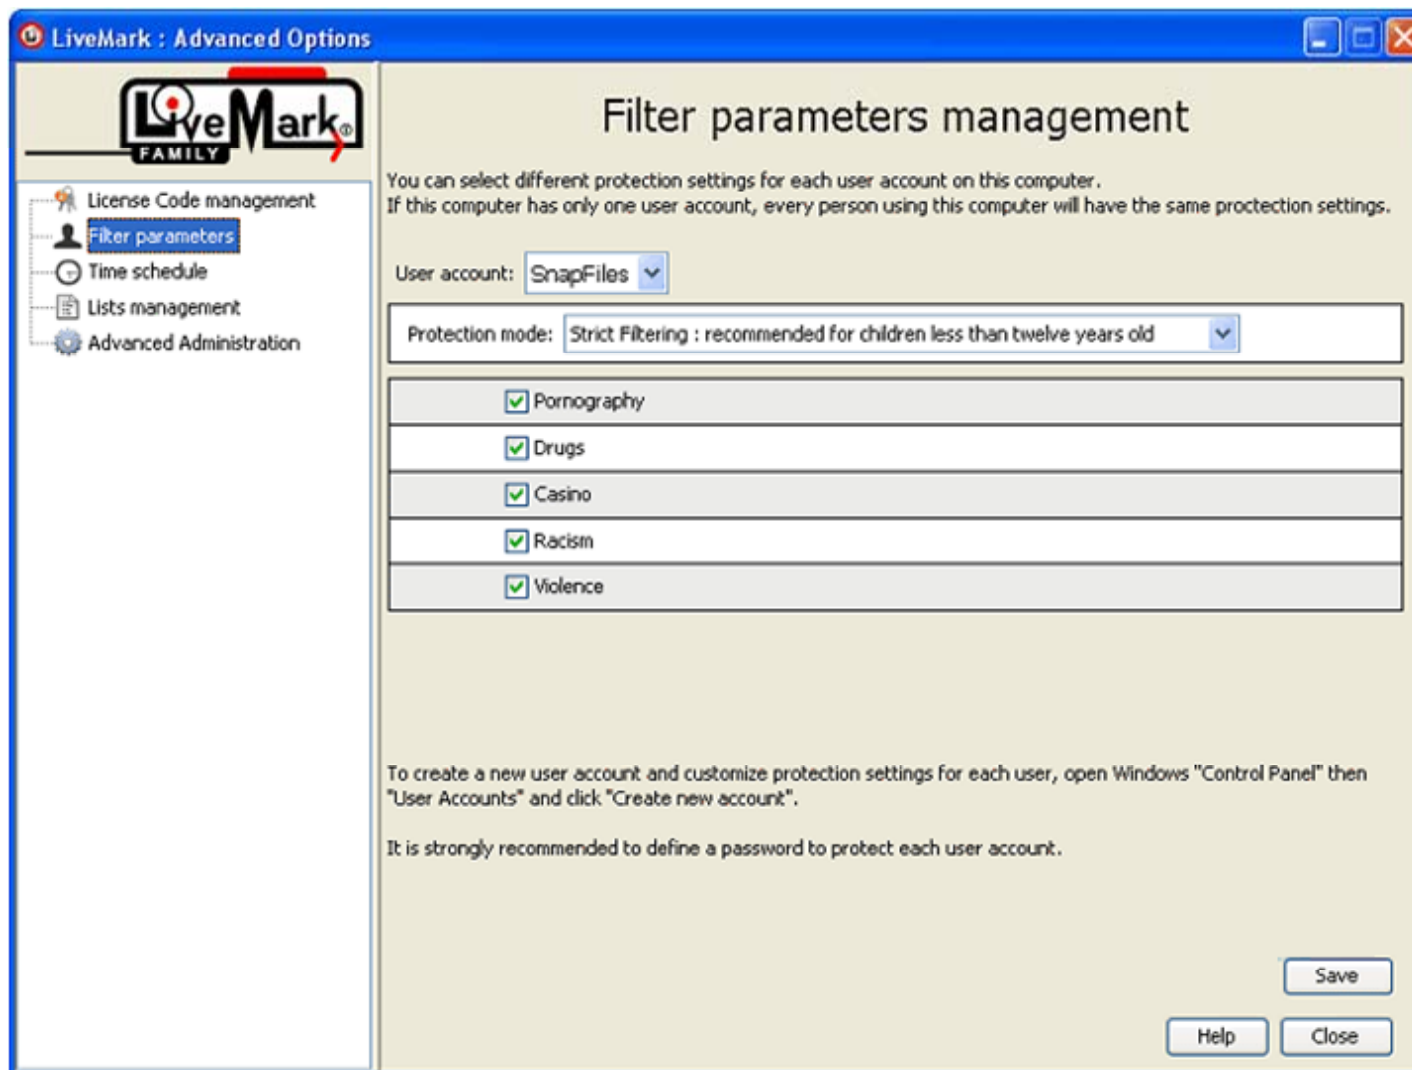 LiveMark : Advanced Options
LiveMark®
FAMILY
License Code management
Filter parameters
Time schedule
Lists management
Advanced Administration
Filter parameters management
You can select different protection settings for each user account on this computer.
If this computer has only one user account, every person using this computer will have the same proctection settings.
User account: SnapFiles
Protection mode: Strict Filtering : recommended for children less than twelve years old
Pornography
Drugs
Casino
Racism
Violence
To create a new user account and customize protection settings for each user, open Windows "Control Panel" then
"User Accounts" and click "Create new account".
It is strongly recommended to define a password to protect each user account.
Save
Help
Close